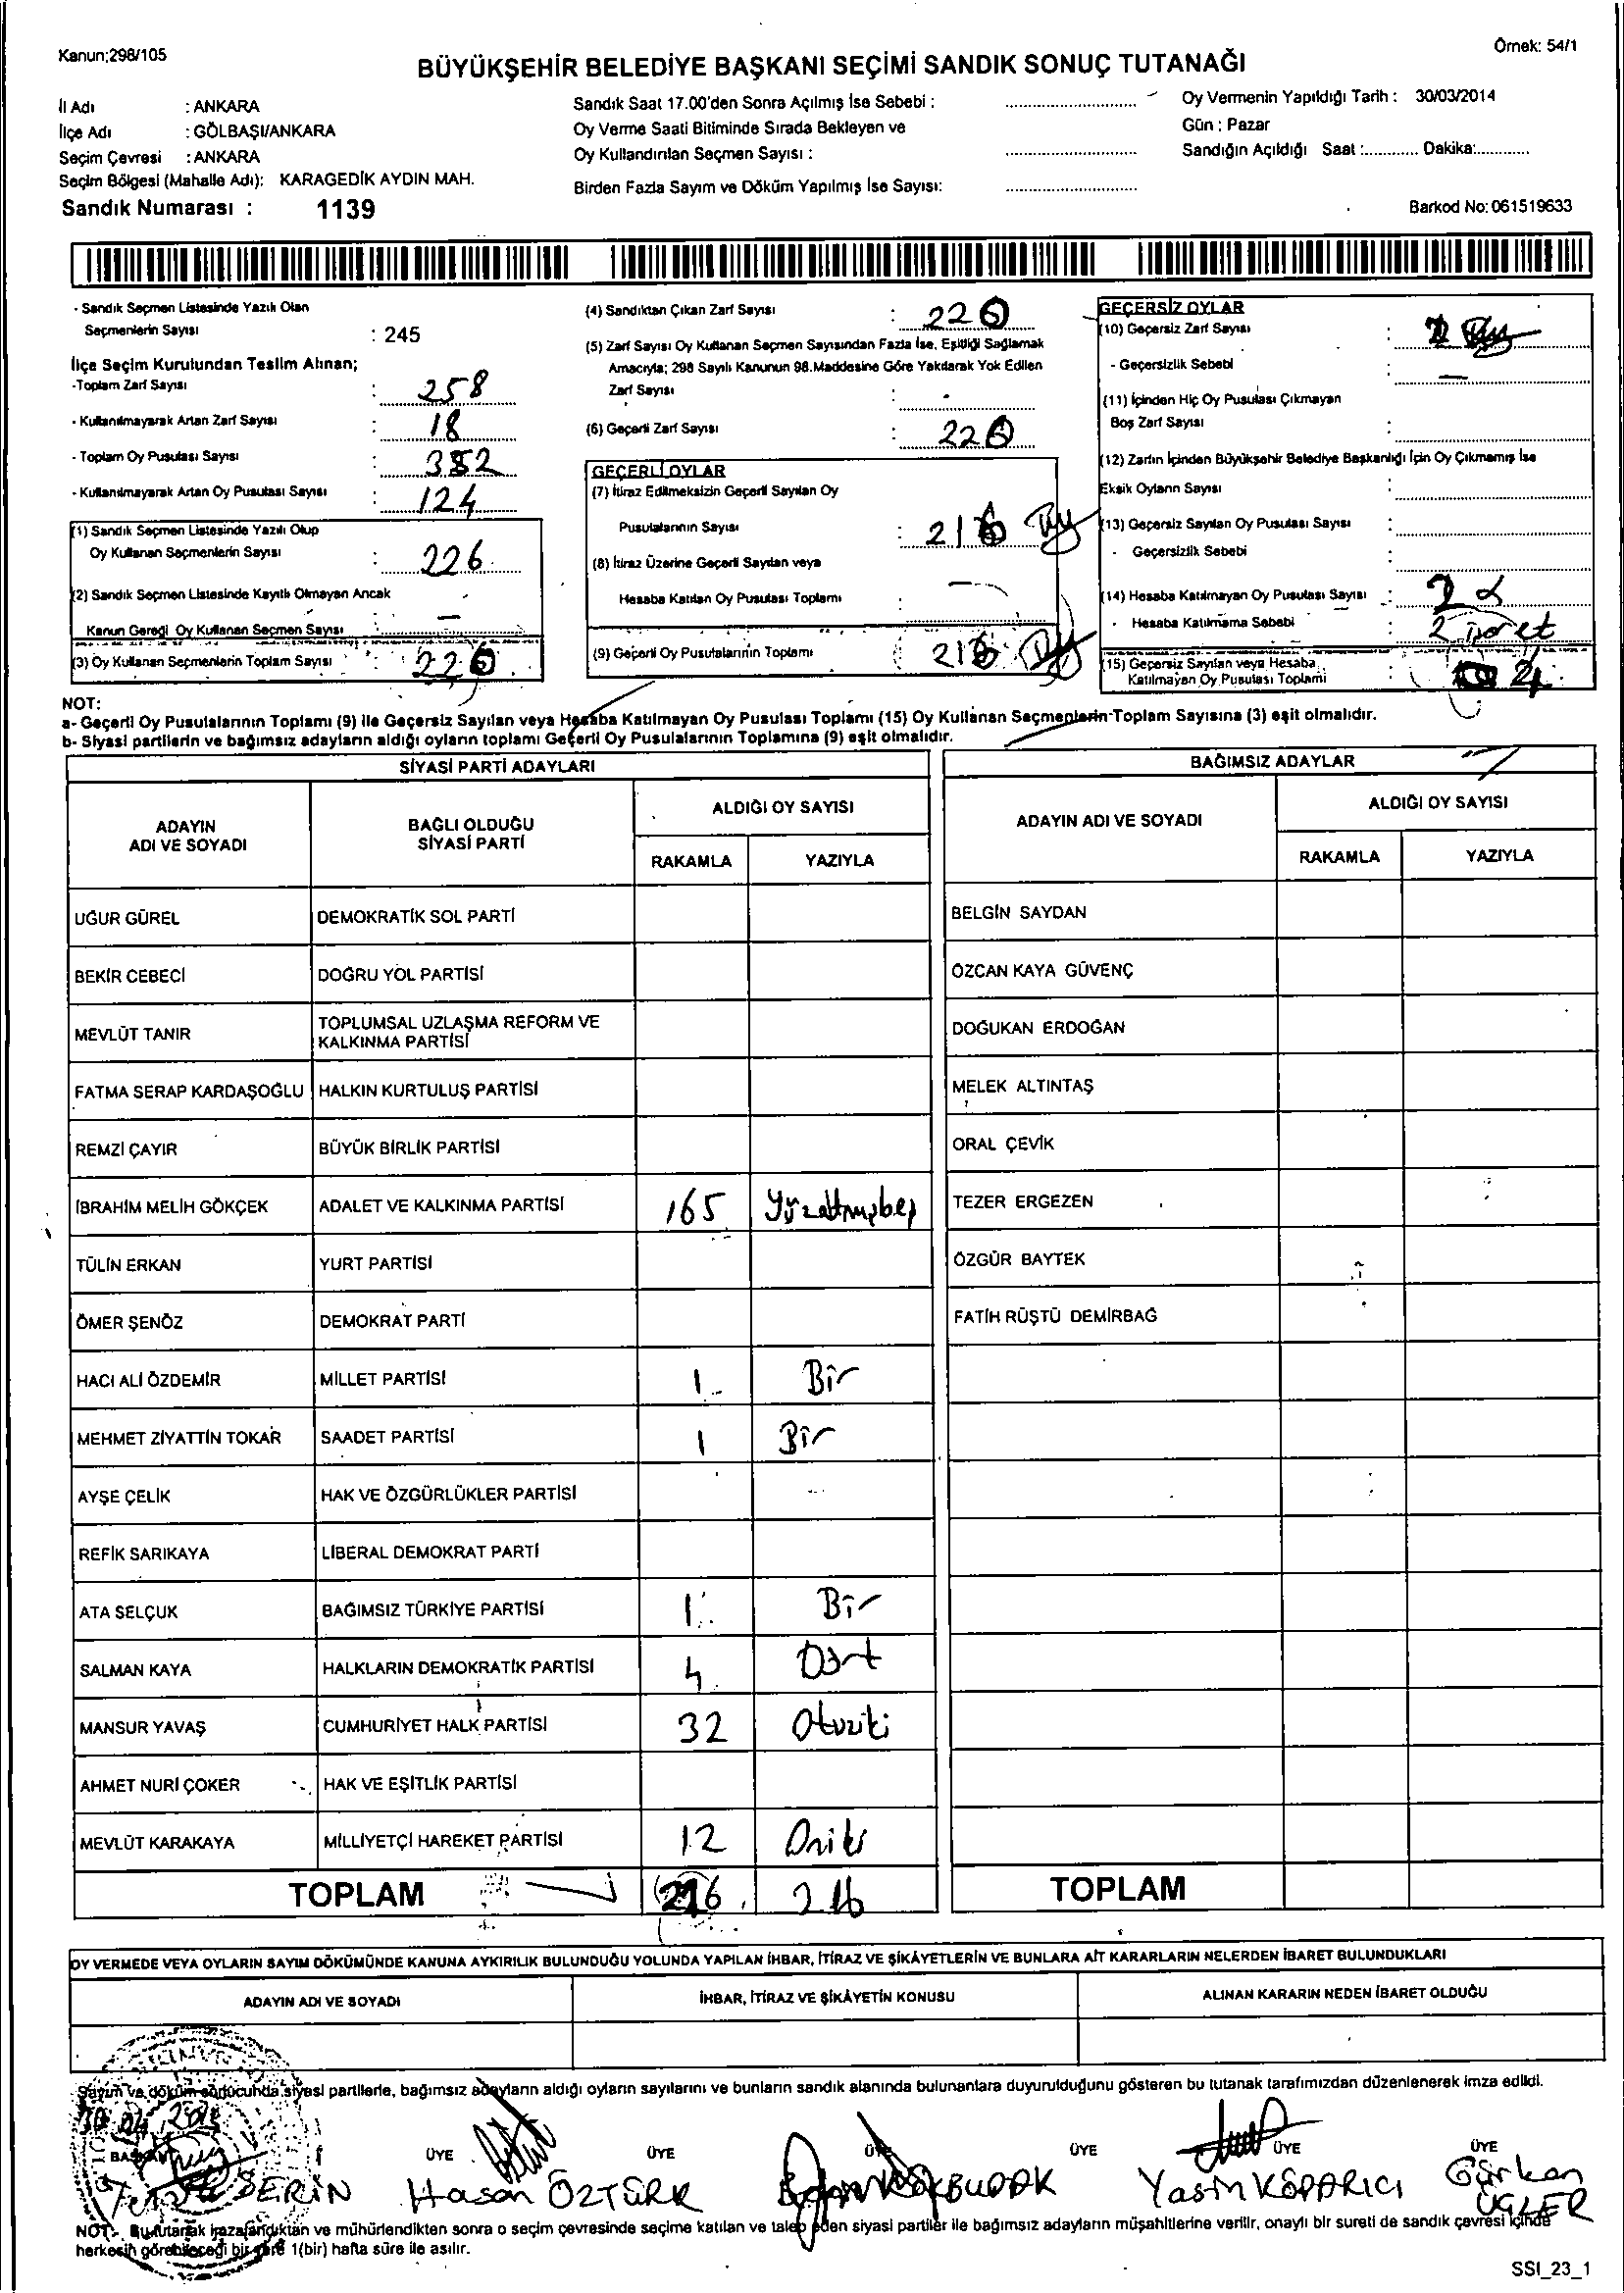 Kanun;298/105
Örnek: 54/1
BÜYÜKŞEHİR BELEDİYE BAŞKANI SEÇİMİ SANDIK SONUÇ TUTANAĞI
İl Adı : ANKARA
İlçe Adı : GÖLBAŞI/ANKARA
Seçim Çevresi : ANKARA
Seçim Bölgesi (Mahalle Adı): KARAGEDİK AYDIN MAH.
Sandık Numarası : 1139
Sandık Saat 17.00'den Sonra Açılmış İse Sebebi :
Oy Verme Saati Bitiminde Sırada Bekleyen ve
Oy Kullandırılan Seçmen Sayısı :
Birden Fazla Sayım ve Döküm Yapılmış İse Sayısı:
Oy Vermenin Yapıldığı Tarih : 30/03/2014
Gün : Pazar
Sandığın Açıldığı Saat :............ Dakika:............
Barkod No: 061519633
- Sandık Seçmen Listesinde Yazılı Olan
Seçmenlerin Sayısı : 245
İlçe Seçim Kurulundan Teslim Alınan;
-Toplam Zarf Sayısı : 258
- Kullanılmayarak Artan Zarf Sayısı : 18
- Toplam Oy Pusulası Sayısı : 352
- Kullanılmayarak Artan Oy Pusulası Sayısı : 124
(1) Sandık Seçmen Listesinde Yazılı Olup
Oy Kullanan Seçmenlerin Sayısı : 226
(2) Sandık Seçmen Listesinde Kayıtlı Olmayan Ancak
Kanun Gereği Oy Kullanan Seçmen Sayısı : —
(3) Oy Kullanan Seçmenlerin Toplam Sayısı : 226
(4) Sandıktan Çıkan Zarf Sayısı : 226
(5) Zarf Sayısı Oy Kullanan Seçmen Sayısından Fazla İse, Eşitliği Sağlamak
Amacıyla; 298 Sayılı Kanunun 98.Maddesine Göre Yakılarak Yok Edilen
Zarf Sayısı :
(6) Geçerli Zarf Sayısı : 226
GEÇERLİ OYLAR
(7) İtiraz Edilmeksizin Geçerli Sayılan Oy
Pusulalarının Sayısı : 216
(8) İtiraz Üzerine Geçerli Sayılan veya
Hesaba Katılan Oy Pusulası Toplamı : —
(9) Geçerli Oy Pusulalarının Toplamı : 216
GEÇERSİZ OYLAR
(10) Geçersiz Zarf Sayısı :
- Geçersizlik Sebebi : —
(11) İçinden Hiç Oy Pusulası Çıkmayan
Boş Zarf Sayısı :
(12) Zarfın İçinden Büyükşehir Belediye Başkanlığı İçin Oy Çıkmamış İse
Eksik Oyların Sayısı :
(13) Geçersiz Sayılan Oy Pusulası Sayısı :
- Geçersizlik Sebebi :
(14) Hesaba Katılmayan Oy Pusulası Sayısı : 2
- Hesaba Katılmama Sebebi : 2 işaret
(15) Geçersiz Sayılan veya Hesaba
Katılmayan Oy Pusulası Toplamı :
NOT:
a- Geçerli Oy Pusulalarının Toplamı (9) ile Geçersiz Sayılan veya Hesaba Katılmayan Oy Pusulası Toplamı (15) Oy Kullanan Seçmenlerin Toplam Sayısına (3) eşit olmalıdır.
b- Siyasi partilerin ve bağımsız adayların aldığı oyların toplamı Geçerli Oy Pusulalarının Toplamına (9) eşit olmalıdır.
SİYASİ PARTİ ADAYLARI
ADAYIN ADI VE SOYADI
BAĞLI OLDUĞU SİYASİ PARTİ
ALDIĞI OY SAYISI
RAKAMLA YAZIYLA
UĞUR GÜREL DEMOKRATİK SOL PARTİ
BEKİR CEBECİ DOĞRU YOL PARTİSİ
MEVLÜT TANIR TOPLUMSAL UZLAŞMA REFORM VE KALKINMA PARTİSİ
FATMA SERAP KARDAŞOĞLU HALKIN KURTULUŞ PARTİSİ
REMZİ ÇAYIR BÜYÜK BİRLİK PARTİSİ
İBRAHİM MELİH GÖKÇEK ADALET VE KALKINMA PARTİSİ 165 Yüzaltmışbeş
TÜLİN ERKAN YURT PARTİSİ
ÖMER ŞENÖZ DEMOKRAT PARTİ
HACI ALİ ÖZDEMİR MİLLET PARTİSİ 1 Bir
MEHMET ZİYATTİN TOKAR SAADET PARTİSİ 1 Bir
AYŞE ÇELİK HAK VE ÖZGÜRLÜKLER PARTİSİ
REFİK SARIKAYA LİBERAL DEMOKRAT PARTİ
ATA SELÇUK BAĞIMSIZ TÜRKİYE PARTİSİ 1 Bir
SALMAN KAYA HALKLARIN DEMOKRATİK PARTİSİ 4 Dört
MANSUR YAVAŞ CUMHURİYET HALK PARTİSİ 32 Otuziki
AHMET NURİ ÇOKER HAK VE EŞİTLİK PARTİSİ
MEVLÜT KARAKAYA MİLLİYETÇİ HAREKET PARTİSİ 12 Oniki
TOPLAM 216 216
BAĞIMSIZ ADAYLAR
ADAYIN ADI VE SOYADI
ALDIĞI OY SAYISI
RAKAMLA YAZIYLA
BELGİN SAYDAN
ÖZCAN KAYA GÜVENÇ
DOĞUKAN ERDOĞAN
MELEK ALTINTAŞ
ORAL ÇEVİK
TEZER ERGEZEN
ÖZGÜR BAYTEK
FATİH RÜŞTÜ DEMİRBAĞ
TOPLAM
OY VERMEDE VEYA OYLARIN SAYIM DÖKÜMÜNDE KANUNA AYKIRILIK BULUNDUĞU YOLUNDA YAPILAN İHBAR, İTİRAZ VE ŞİKÂYETLERİN VE BUNLARA AİT KARARLARIN NELERDEN İBARET BULUNDUKLARI
ADAYIN ADI VE SOYADI İHBAR, İTİRAZ VE ŞİKÂYETİN KONUSU ALINAN KARARIN NEDEN İBARET OLDUĞU
Sayım ve döküm sonucunda siyasi partilerle, bağımsız adayların aldığı oyların sayılarını ve bunların sandık alanında bulunanlara duyurulduğunu gösteren bu tutanak tarafımızdan düzenlenerek imza edildi.
BAŞKAN ÜYE ÜYE ÜYE ÜYE ÜYE ÜYE
DERİN Hasan ÖZTÜRK KÖKBUDAK Yasin KÖPARICI Gürkan ÜĞLER
NOT:- Bu tutanak imzalandıktan ve mühürlendikten sonra o seçim çevresinde seçime katılan ve talep eden siyasi partiler ile bağımsız adayların müşahitlerine verilir, onaylı bir sureti de sandık çevresi içinde
herkesin görebileceği bir yere 1(bir) hafta süre ile asılır.
SSI_23_1